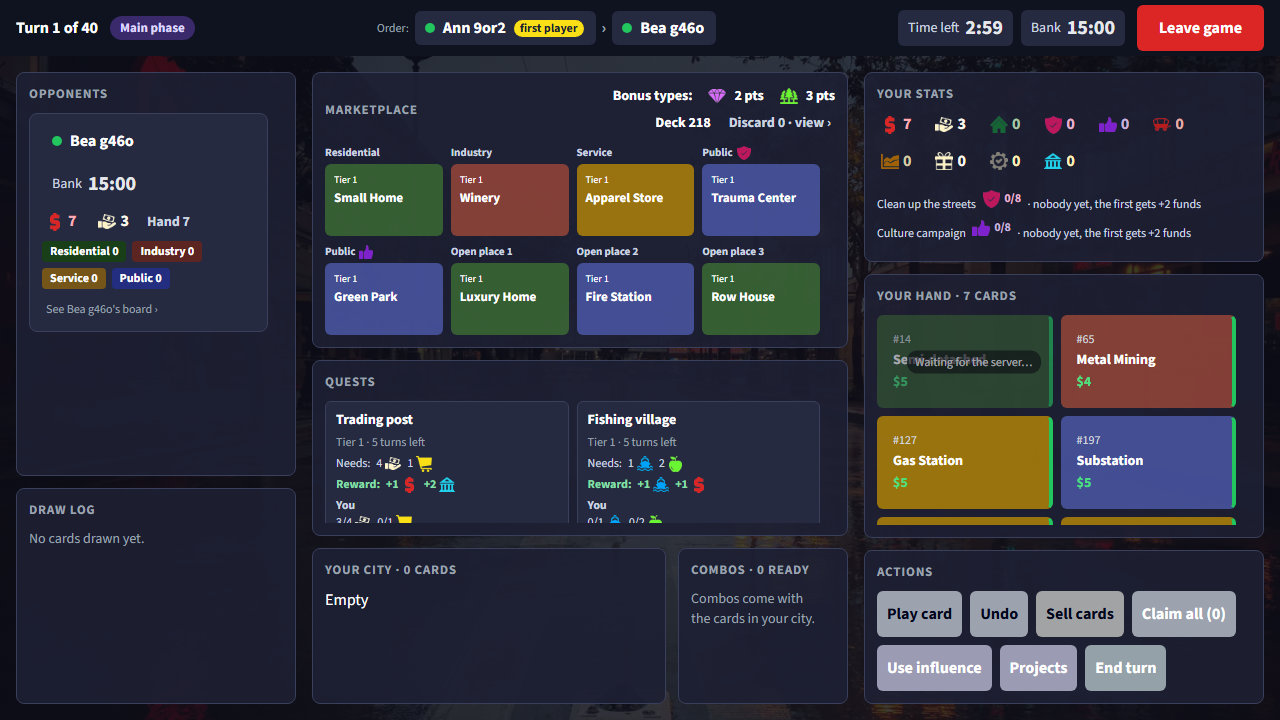 Turn 1 of 40 Main phase Order: Ann 9or2 first player › Bea g46o Time left 2:59 Bank 15:00 Leave game
OPPONENTS
Bea g46o
Bank 15:00
7 3 Hand 7
Residential 0 Industry 0
Service 0 Public 0
See Bea g46o's board ›
DRAW LOG
No cards drawn yet.
MARKETPLACE
Bonus types: 2 pts 3 pts
Deck 218 Discard 0 · view ›
Residential Industry Service Public
Tier 1 Tier 1 Tier 1 Tier 1
Small Home Winery Apparel Store Trauma Center
Public Open place 1 Open place 2 Open place 3
Tier 1 Tier 1 Tier 1 Tier 1
Green Park Luxury Home Fire Station Row House
QUESTS
Trading post
Tier 1 · 5 turns left
Needs: 4 1
Reward: +1 +2
You
3/4 0/1
Fishing village
Tier 1 · 5 turns left
Needs: 1 2
Reward: +1 +1
You
0/1 0/2
YOUR CITY · 0 CARDS
Empty
COMBOS · 0 READY
Combos come with
the cards in your city.
YOUR STATS
7 3 0 0 0 0
0 0 0 0
Clean up the streets 0/8 · nobody yet, the first gets +2 funds
Culture campaign 0/8 · nobody yet, the first gets +2 funds
YOUR HAND · 7 CARDS
#14
$5
Waiting for the server…
#65
Metal Mining
$4
#127
Gas Station
$5
#197
Substation
$5
ACTIONS
Play card Undo Sell cards Claim all (0)
Use influence Projects End turn